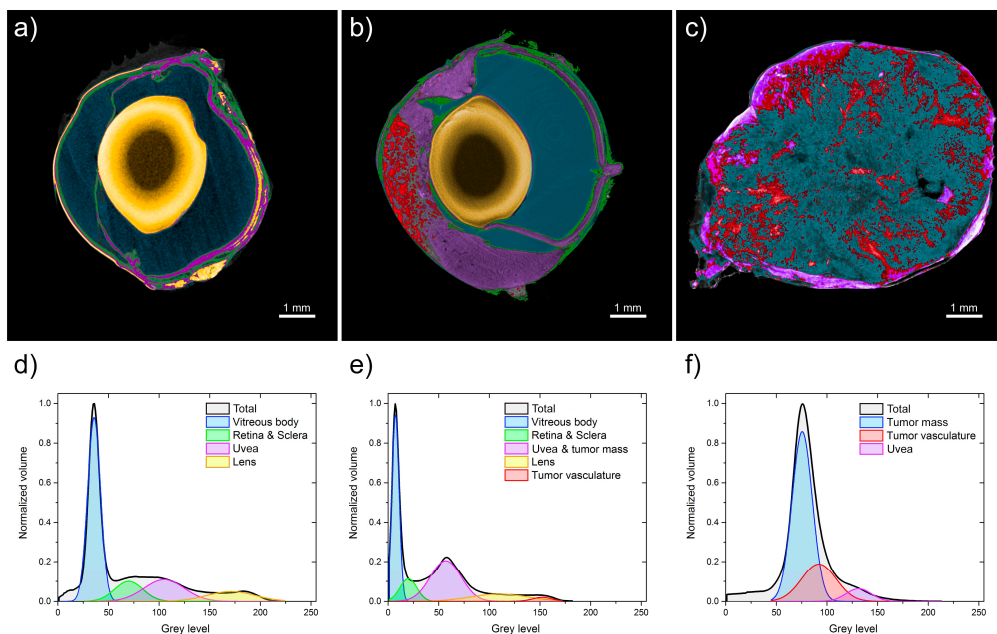 a)
b)
c)
1 mm
1 mm
1 mm
d)
e)
f)
Normalized volume
1.0
0.8
0.6
0.4
0.2
0.0
0
50
100
150
200
250
Grey level
Total
Vitreous body
Retina & Sclera
Uvea
Lens
Normalized volume
1.0
0.8
0.6
0.4
0.2
0.0
0
50
100
150
200
250
Grey level
Total
Vitreous body
Retina & Sclera
Uvea & tumor mass
Lens
Tumor vasculature
Normalized volume
1.0
0.8
0.6
0.4
0.2
0.0
0
50
100
150
200
250
Grey level
Total
Tumor mass
Tumor vasculature
Uvea